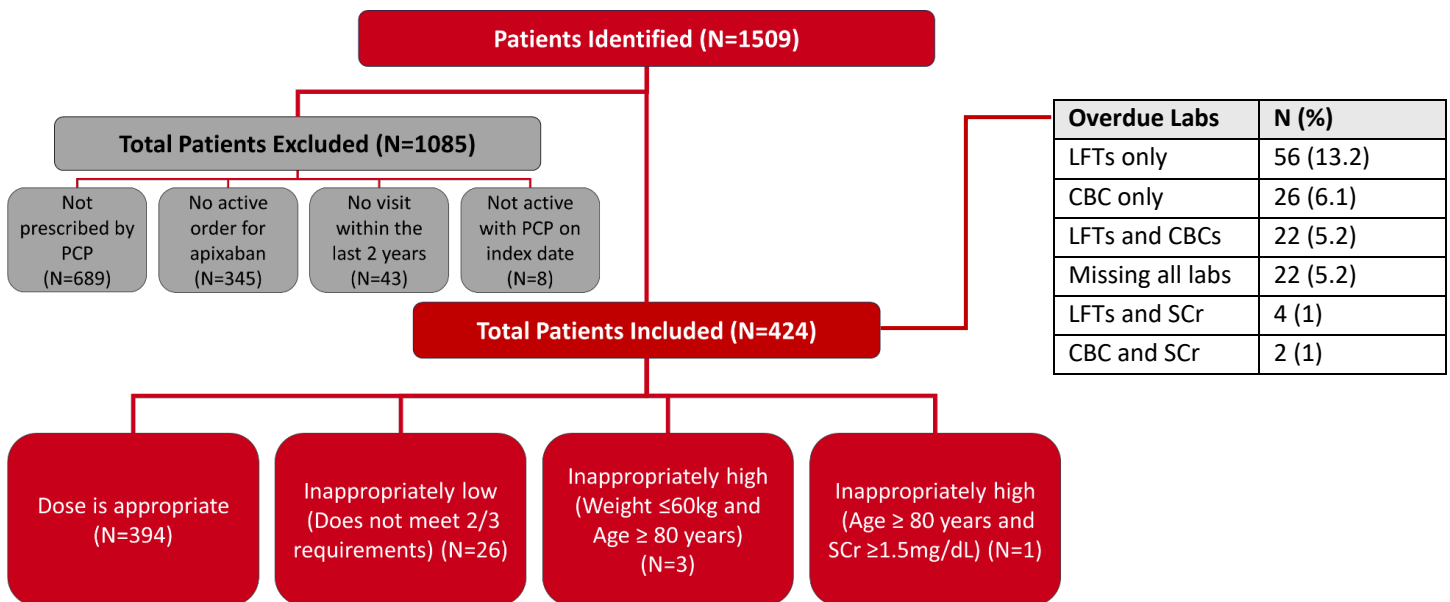 Patients Identified (N=1509)
Total Patients Excluded (N=1085)
Not
prescribed by
PCP
(N=689)
No active
order for
apixaban
(N=345)
No visit
within the
last 2 years
(N=43)
Not active
with PCP on
index date
(N=8)
Total Patients Included (N=424)
Overdue Labs N (%)
LFTs only 56 (13.2)
CBC only 26 (6.1)
LFTs and CBCs 22 (5.2)
Missing all labs 22 (5.2)
LFTs and SCr 4 (1)
CBC and SCr 2 (1)
Dose is appropriate
(N=394)
Inappropriately low
(Does not meet 2/3
requirements) (N=26)
Inappropriately high
(Weight ≤60kg and
Age ≥ 80 years)
(N=3)
Inappropriately high
(Age ≥ 80 years and
SCr ≥1.5mg/dL) (N=1)